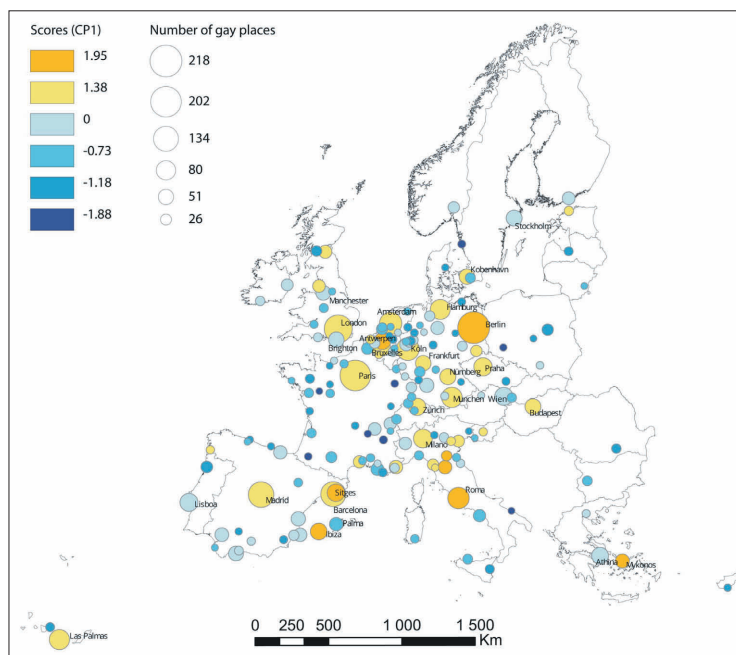 Scores (CP1)
1.95
1.38
0
-0.73
-1.18
-1.88
Number of gay places
218
202
134
80
51
26
Stockholm
Kobenhavn
Manchester
Hamburg
Amsterdam
London
Berlin
Antwerpen
Brighton
Bruxelles
Köln
Frankfurt
Paris
Nürnberg
Praha
Munchen
Wien
Zürich
Budapest
Milano
Sitges
Madrid
Roma
Lisboa
Barcelona
Palma
Ibiza
Athina
Mykonos
Las Palmas
0 250 500 1 000 1 500
Km